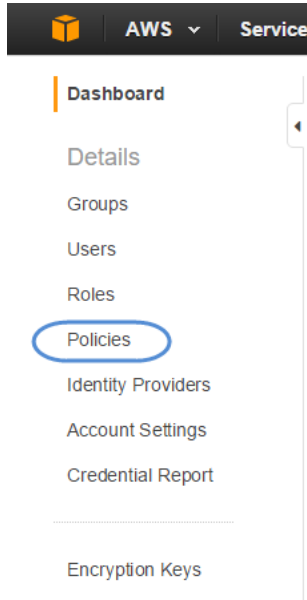 AWS Service
Dashboard
Details
Groups
Users
Roles
Policies
Identity Providers
Account Settings
Credential Report
Encryption Keys